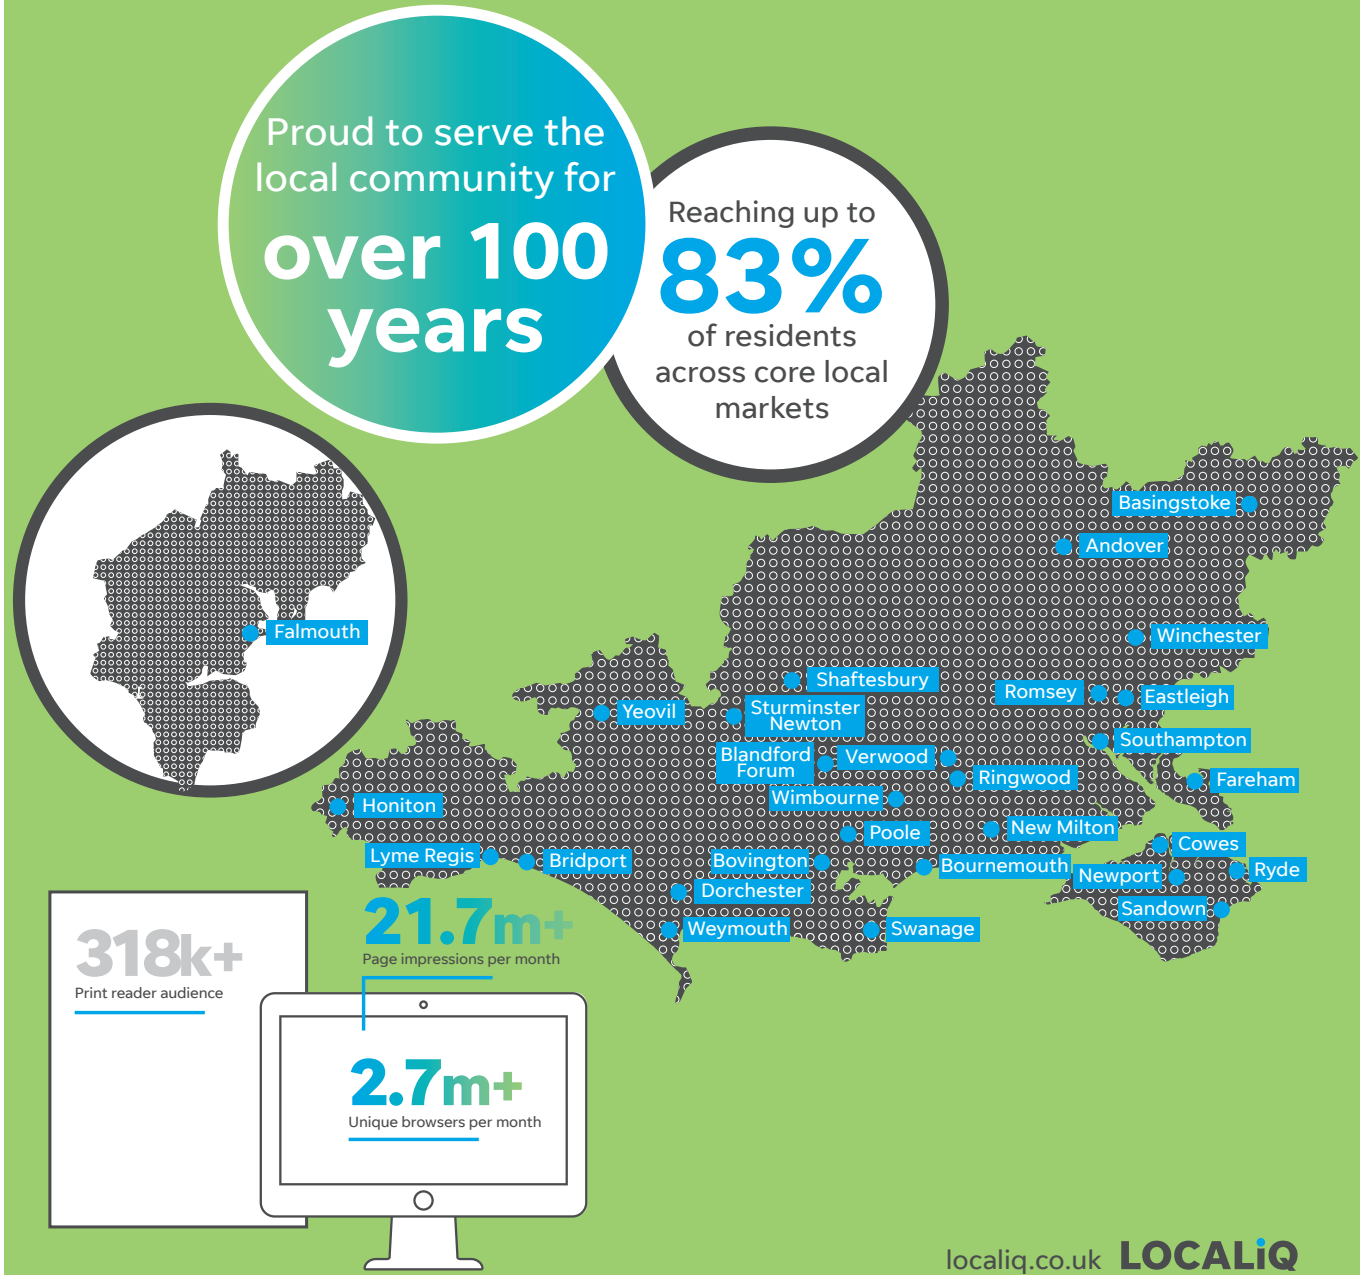 Proud to serve the
local community for
over 100
years
Reaching up to
83%
of residents
across core local
markets
Falmouth
Basingstoke
Andover
Winchester
Shaftesbury
Romsey
Eastleigh
Yeovil
Sturminster
Newton
Southampton
Blandford
Forum
Verwood
Ringwood
Fareham
Wimbourne
Honiton
Poole
New Milton
Cowes
Lyme Regis
Bridport
Bovington
Bournemouth
Newport
Ryde
Dorchester
Sandown
Weymouth
Swanage
318k+
Print reader audience
21.7m+
Page impressions per month
2.7m+
Unique browsers per month
localiq.co.uk LOCALiQ